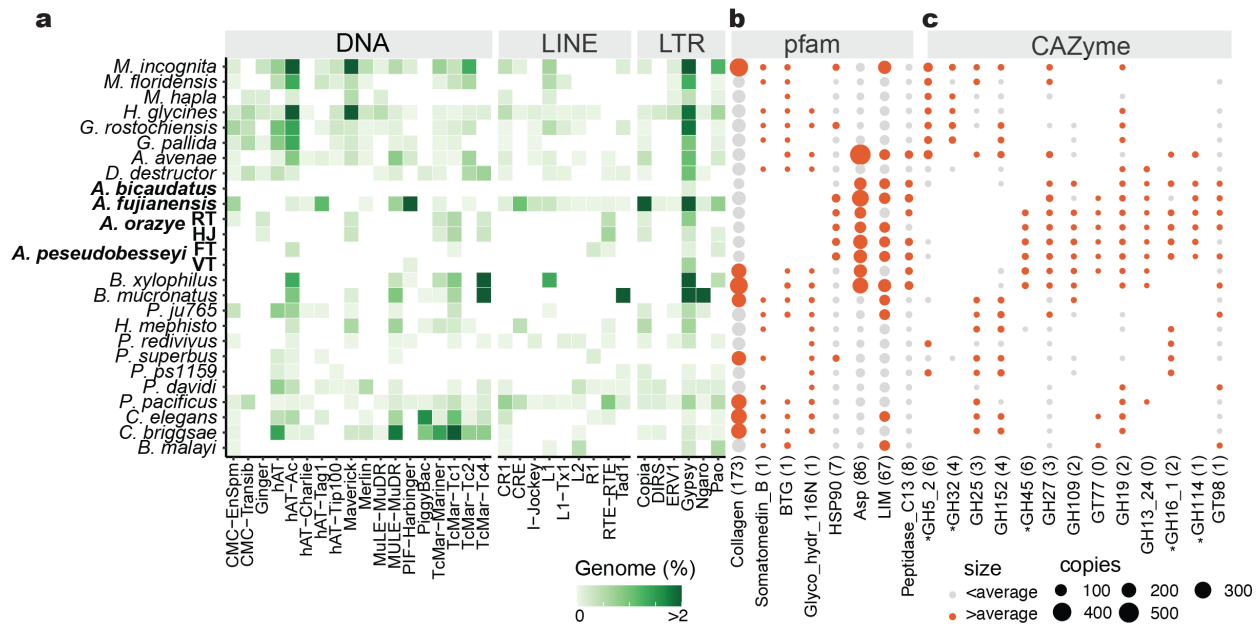 a
b
c
DNA
LINE
LTR
pfam
CAZyme
M. incognita
M. floridensis
M. hapla
H. glycines
G. rostochiensis
G. pallida
A. avenae
D. destructor
A. bicaudatus
A. fujianensis
A. orazye RT
HJ
A. peseudobesseyi FT
VT
B. xylophilus
B. mucronatus
P. ju765
H. mephisto
P. redivivus
P. superbus
P. ps1159
P. davidi
P. pacificus
C. elegans
C. briggsae
B. malayi
CMC−EnSpm
CMC−Transib
Ginger
hAT
hAT−Ac
hAT−Charlie
hAT−Tag1
hAT−Tip100
Maverick
Merlin
MuLE−MuDR
MULE−MuDR
PIF−Harbinger
PiggyBac
TcMar−Mariner
TcMar−Tc1
TcMar−Tc2
TcMar−Tc4
CR1
CRE
I−Jockey
L1
L1−Tx1
L2
R1
RTE−RTE
Tad1
Copia
DIRS
ERV1
Gypsy
Ngaro
Pao
Collagen (173)
Somatomedin_B (1)
BTG (1)
Glyco_hydr_116N (1)
HSP90 (7)
Asp (86)
LIM (67)
Peptidase_C13 (8)
*GH5_2 (6)
*GH32 (4)
GH25 (3)
GH152 (4)
*GH45 (6)
GH27 (3)
GH109 (2)
GT77 (0)
GH19 (2)
GH13_24 (0)
*GH16_1 (2)
*GH114 (1)
GT98 (1)
Genome (%)
0 >2
size
<average
>average
copies
100 200 300
400 500